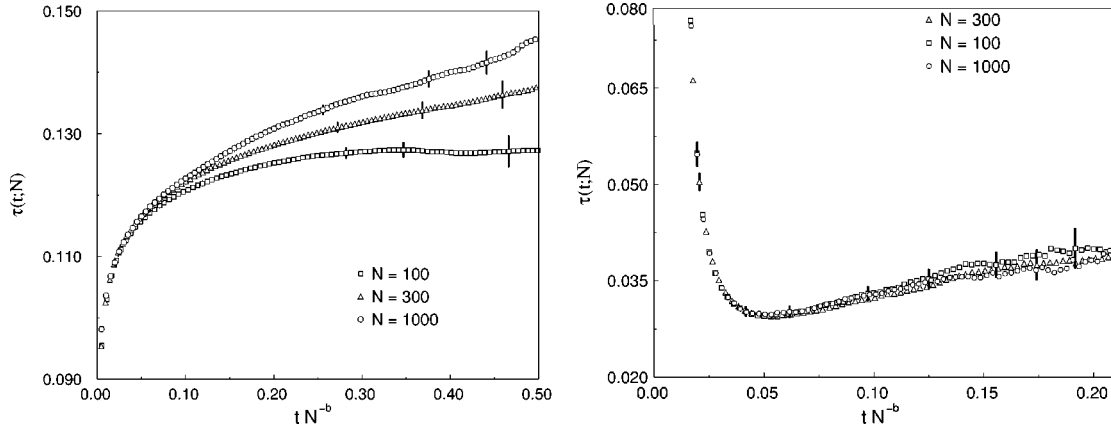 0.150
0.130
0.110
0.090
τ(t;N)
N = 100
N = 300
N = 1000
0.00 0.10 0.20 0.30 0.40 0.50
t N⁻ᵇ
0.080
0.065
0.050
0.035
0.020
τ(t;N)
N = 300
N = 100
N = 1000
0.00 0.05 0.10 0.15 0.20
t N⁻ᵇ